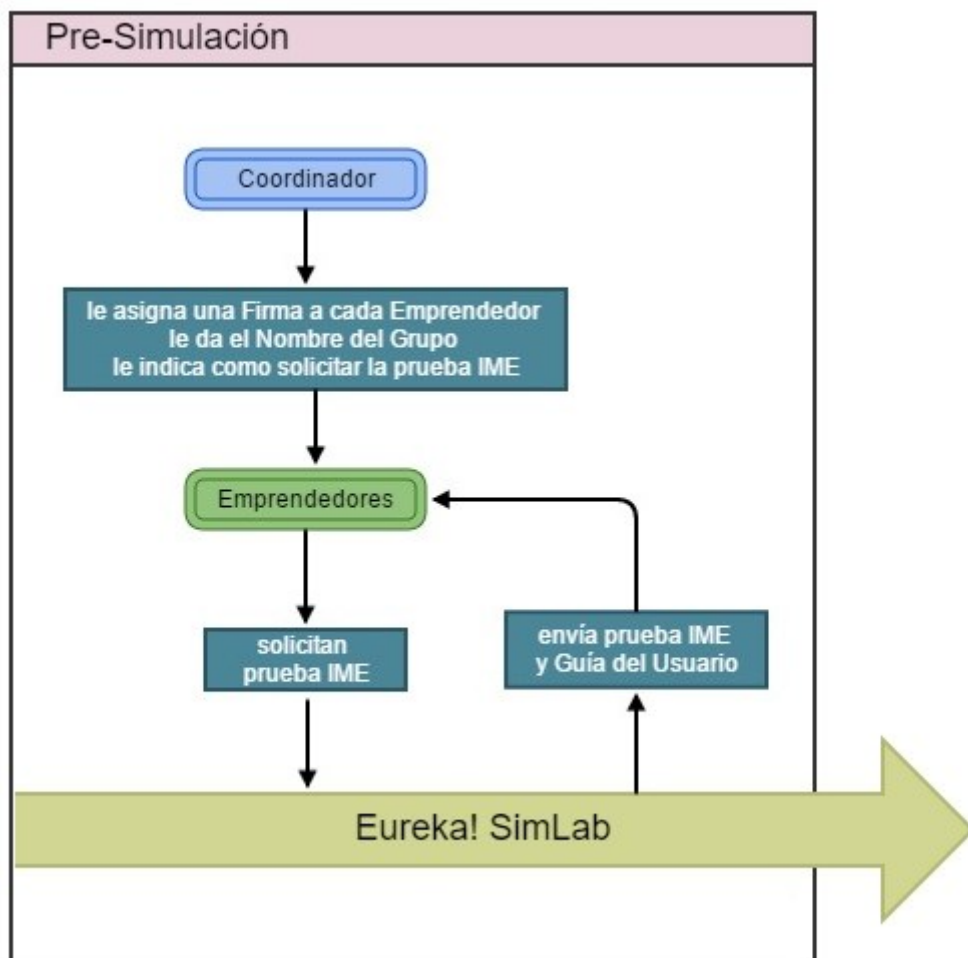 Pre-Simulación
Coordinador
le asigna una Firma a cada Emprendedor
le da el Nombre del Grupo
le indica como solicitar la prueba IME
Emprendedores
solicitan
prueba IME
envía prueba IME
y Guía del Usuario
Eureka! SimLab